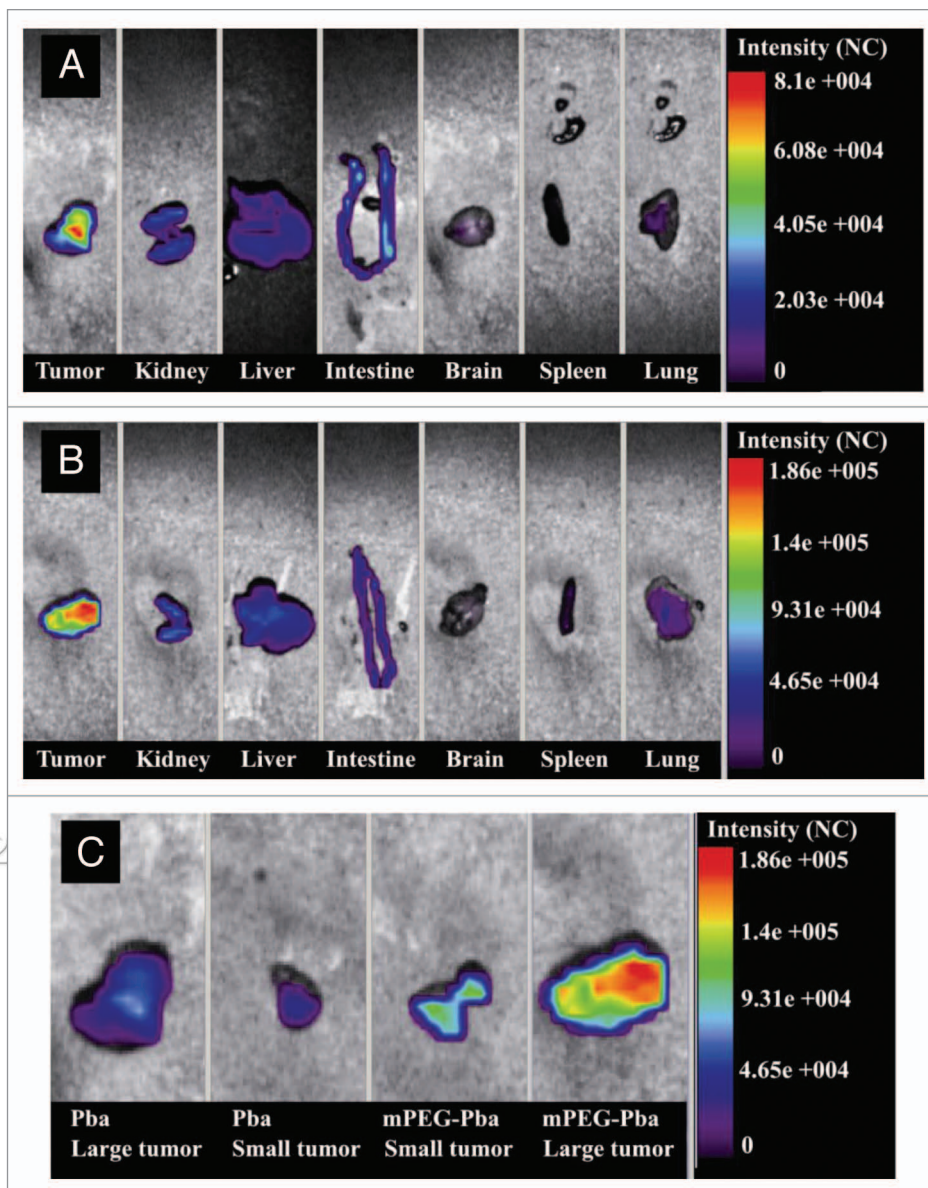 A
Intensity (NC)
8.1e +004
6.08e +004
4.05e +004
2.03e +004
0
Tumor Kidney Liver Intestine Brain Spleen Lung
B
Intensity (NC)
1.86e +005
1.4e +005
9.31e +004
4.65e +004
0
Tumor Kidney Liver Intestine Brain Spleen Lung
C
Intensity (NC)
1.86e +005
1.4e +005
9.31e +004
4.65e +004
0
Pba Pba mPEG-Pba mPEG-Pba
Large tumor Small tumor Small tumor Large tumor